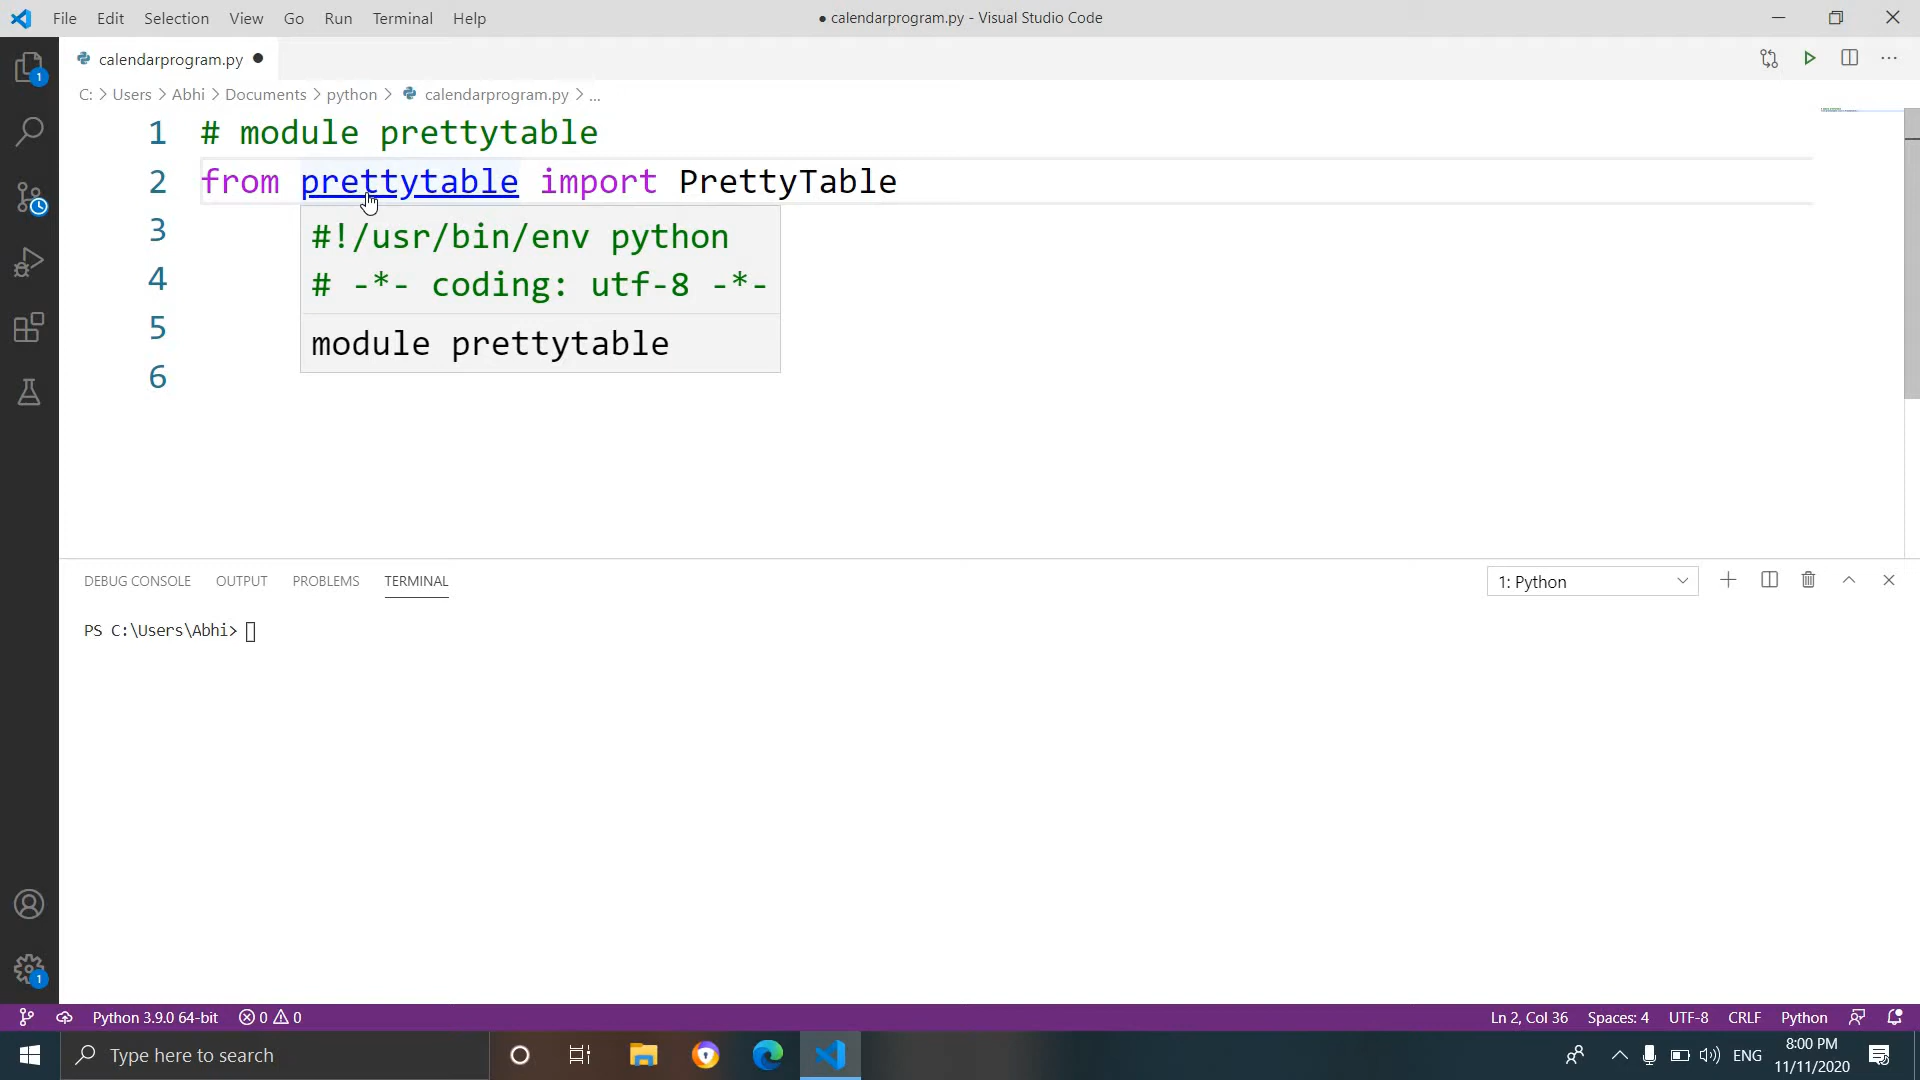 File Edit Selection View Go Run Terminal Help
● calendarprogram.py - Visual Studio Code
calendarprogram.py ●
C: > Users > Abhi > Documents > python > calendarprogram.py > ...
1 # module prettytable
2 from prettytable import PrettyTable
3
4
5
6
#!/usr/bin/env python
# -*- coding: utf-8 -*-
module prettytable
1
DEBUG CONSOLE OUTPUT PROBLEMS TERMINAL
1: Python
PS C:\Users\Abhi>
1
Python 3.9.0 64-bit 0 0
Ln 2, Col 36 Spaces: 4 UTF-8 CRLF Python
Type here to search
ENG
8:00 PM
11/11/2020